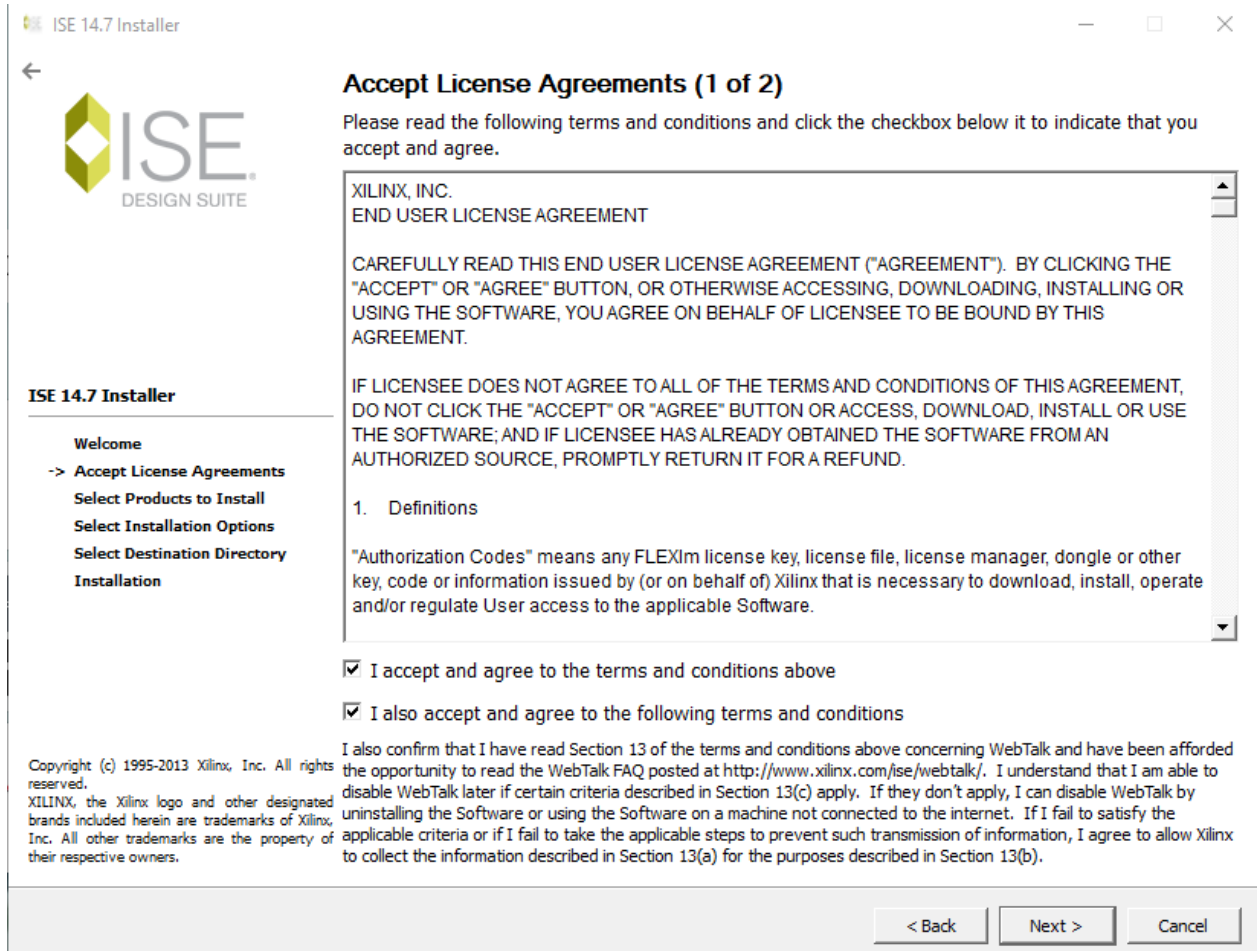 ISE 14.7 Installer
ISE.
DESIGN SUITE
ISE 14.7 Installer
Welcome
-> Accept License Agreements
Select Products to Install
Select Installation Options
Select Destination Directory
Installation
Copyright (c) 1995-2013 Xilinx, Inc. All rights
reserved.
XILINX, the Xilinx logo and other designated
brands included herein are trademarks of Xilinx,
Inc. All other trademarks are the property of
their respective owners.
Accept License Agreements (1 of 2)
Please read the following terms and conditions and click the checkbox below it to indicate that you
accept and agree.
XILINX, INC.
END USER LICENSE AGREEMENT
CAREFULLY READ THIS END USER LICENSE AGREEMENT ("AGREEMENT"). BY CLICKING THE
"ACCEPT" OR "AGREE" BUTTON, OR OTHERWISE ACCESSING, DOWNLOADING, INSTALLING OR
USING THE SOFTWARE, YOU AGREE ON BEHALF OF LICENSEE TO BE BOUND BY THIS
AGREEMENT.
IF LICENSEE DOES NOT AGREE TO ALL OF THE TERMS AND CONDITIONS OF THIS AGREEMENT,
DO NOT CLICK THE "ACCEPT" OR "AGREE" BUTTON OR ACCESS, DOWNLOAD, INSTALL OR USE
THE SOFTWARE; AND IF LICENSEE HAS ALREADY OBTAINED THE SOFTWARE FROM AN
AUTHORIZED SOURCE, PROMPTLY RETURN IT FOR A REFUND.
1. Definitions
"Authorization Codes" means any FLEXlm license key, license file, license manager, dongle or other
key, code or information issued by (or on behalf of) Xilinx that is necessary to download, install, operate
and/or regulate User access to the applicable Software.
I accept and agree to the terms and conditions above
I also accept and agree to the following terms and conditions
I also confirm that I have read Section 13 of the terms and conditions above concerning WebTalk and have been afforded
the opportunity to read the WebTalk FAQ posted at http://www.xilinx.com/ise/webtalk/. I understand that I am able to
disable WebTalk later if certain criteria described in Section 13(c) apply. If they don't apply, I can disable WebTalk by
uninstalling the Software or using the Software on a machine not connected to the internet. If I fail to satisfy the
applicable criteria or if I fail to take the applicable steps to prevent such transmission of information, I agree to allow Xilinx
to collect the information described in Section 13(a) for the purposes described in Section 13(b).
< Back
Next >
Cancel